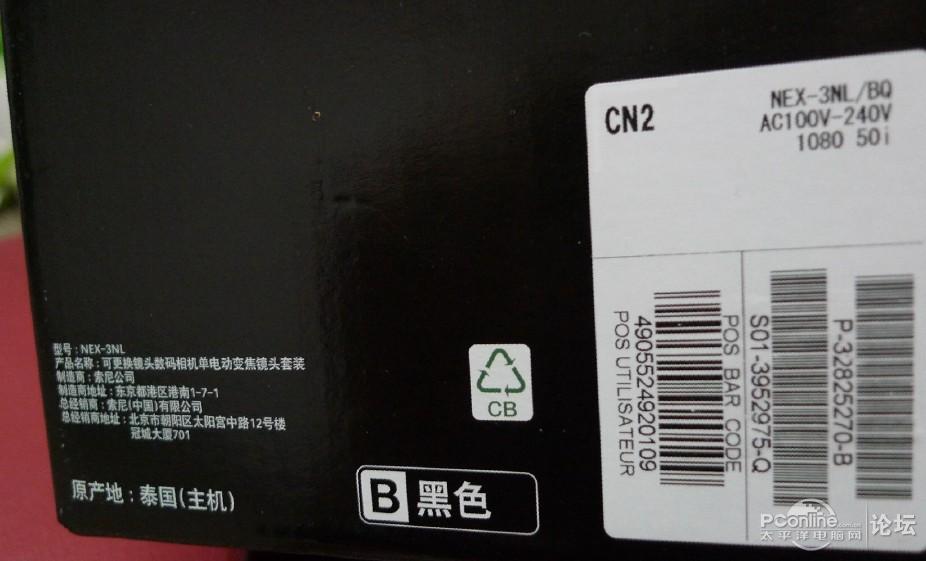 CN2
NEX-3NL/BQ
AC100V-240V
1080 50i
型号：NEX-3NL
产品名称：可更换镜头数码相机单电动变焦镜头套装
制造商：索尼公司
制造商地址：东京都港区港南1-7-1
总经销商：索尼(中国)有限公司
总经销商地址：北京市朝阳区太阳宫中路12号楼
冠城大厦701
原产地：泰国(主机)
CB
B 黑色
POS BAR CODE
4905524920109
POS UTILISATEUR
S01-3952975-Q
P-32825270-B
PConline.com.cn
太平洋电脑网
论坛